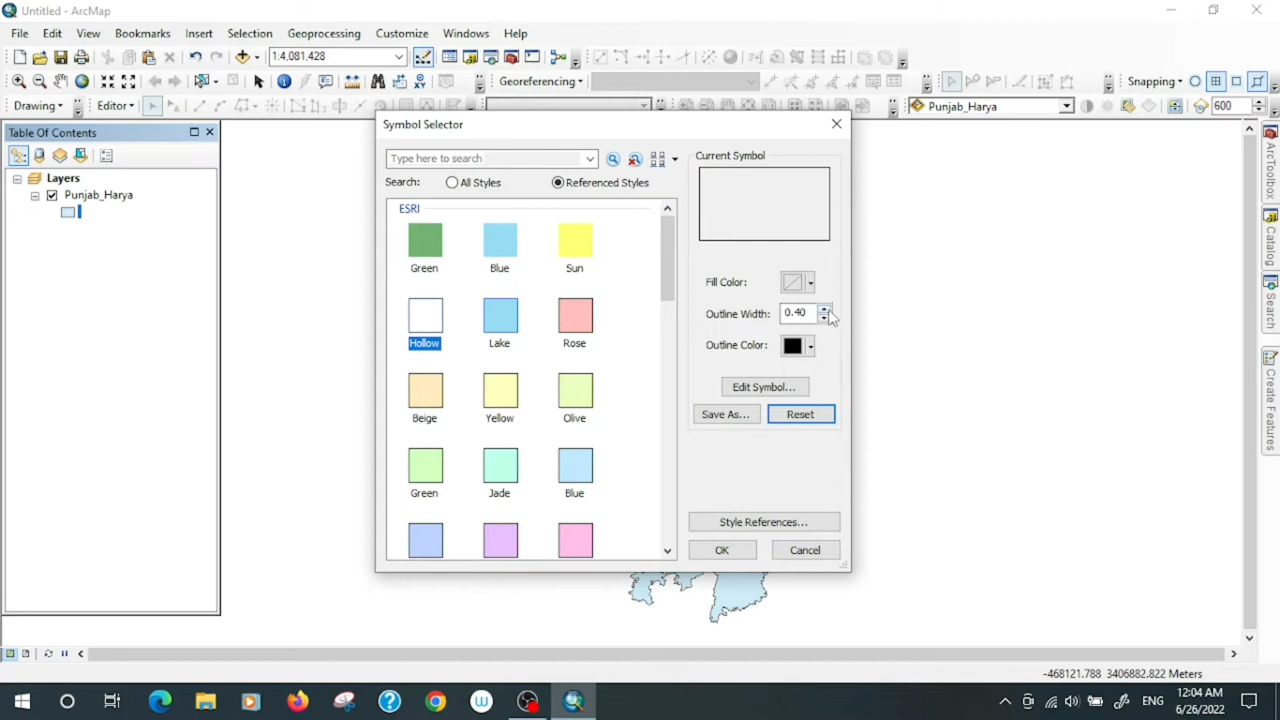 Untitled - ArcMap
File Edit View Bookmarks Insert Selection Geoprocessing Customize Windows Help
1:4,081,428
Georeferencing
Snapping
Drawing
Editor
Punjab_Harya
600
Table Of Contents
Layers
Punjab_Harya
Symbol Selector
Type here to search
Search: All Styles Referenced Styles
ESRI
Green Blue Sun
Hollow Lake Rose
Beige Yellow Olive
Green Jade Blue
Current Symbol
Fill Color:
Outline Width: 0.40
Outline Color:
Edit Symbol...
Save As... Reset
Style References...
OK Cancel
ArcToolbox
Catalog
Search
Create Features
-468121.788 3406882.822 Meters
ENG
12:04 AM
6/26/2022